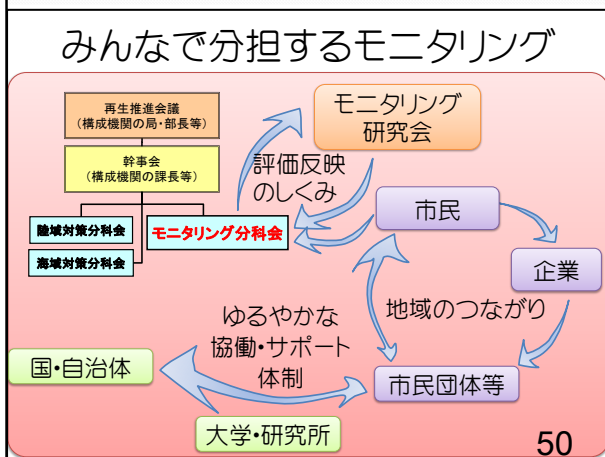 みんなで分担するモニタリング
再生推進会議
(構成機関の局・部長等)
幹事会
(構成機関の課長等)
陸域対策分科会
モニタリング分科会
海域対策分科会
モニタリング
研究会
評価反映
のしくみ
市民
企業
地域のつながり
ゆるやかな
協働・サポート
体制
国・自治体
市民団体等
大学・研究所
50